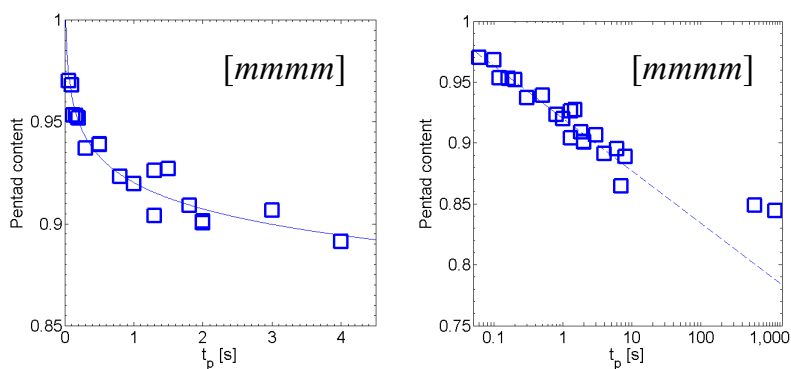 [mmmm]
Pentad content
1
0.95
0.9
0.85
0 1 2 3 4
t_p [s]
[mmmm]
Pentad content
1
0.95
0.9
0.85
0.8
0.75
0.1 1 10 100 1,000
t_p [s]